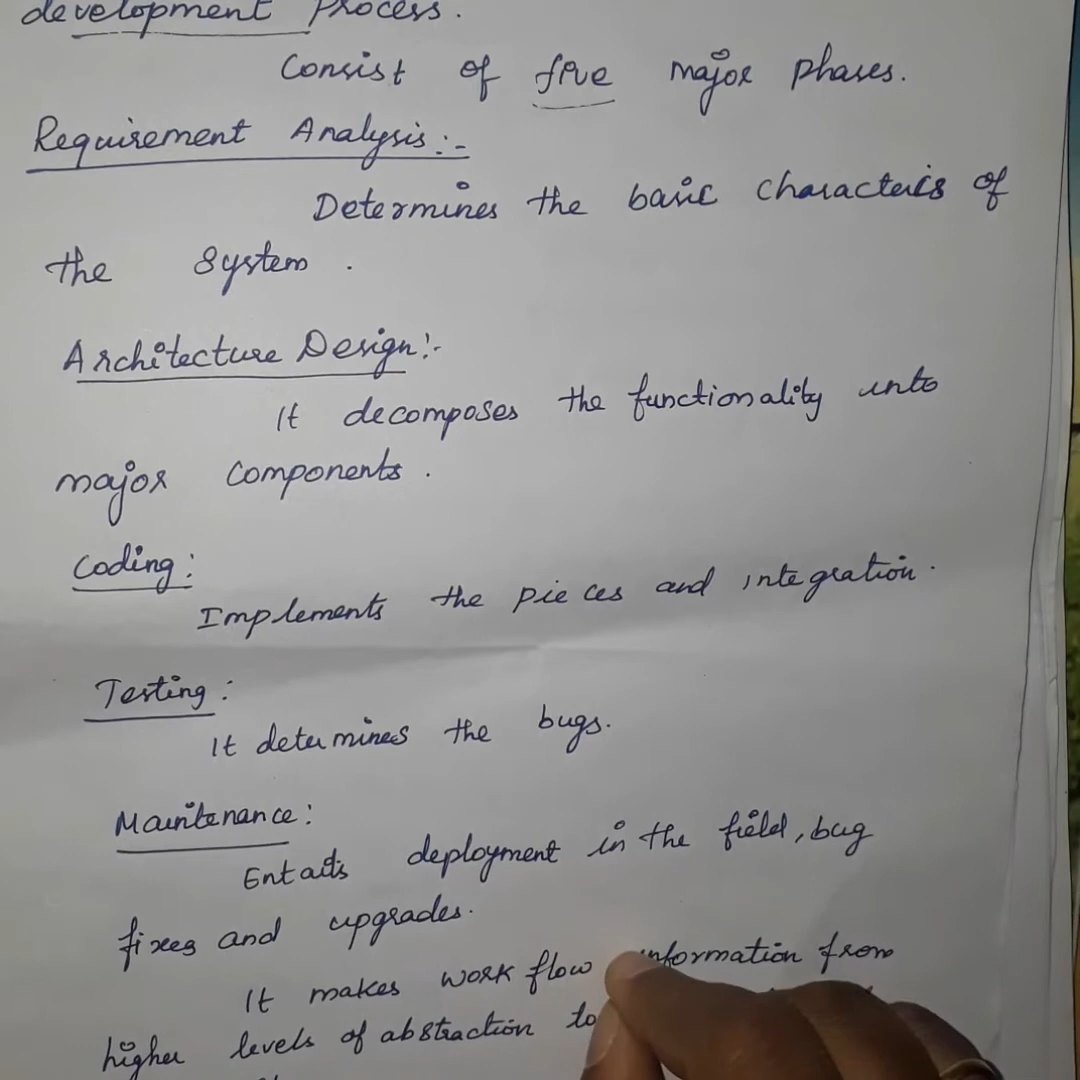 development process.
Consist of five major phases.
Requirement Analysis:-
Determines the basic characteris of
the system.
Architecture Design:-
It decomposes the functionality into
major components.
Coding:
Implements the pieces and integration.
Testing:
It determines the bugs.
Maintenance:
Entails deployment in the field, bug
fixes and upgrades.
It makes work flow information from
higher levels of abstraction to